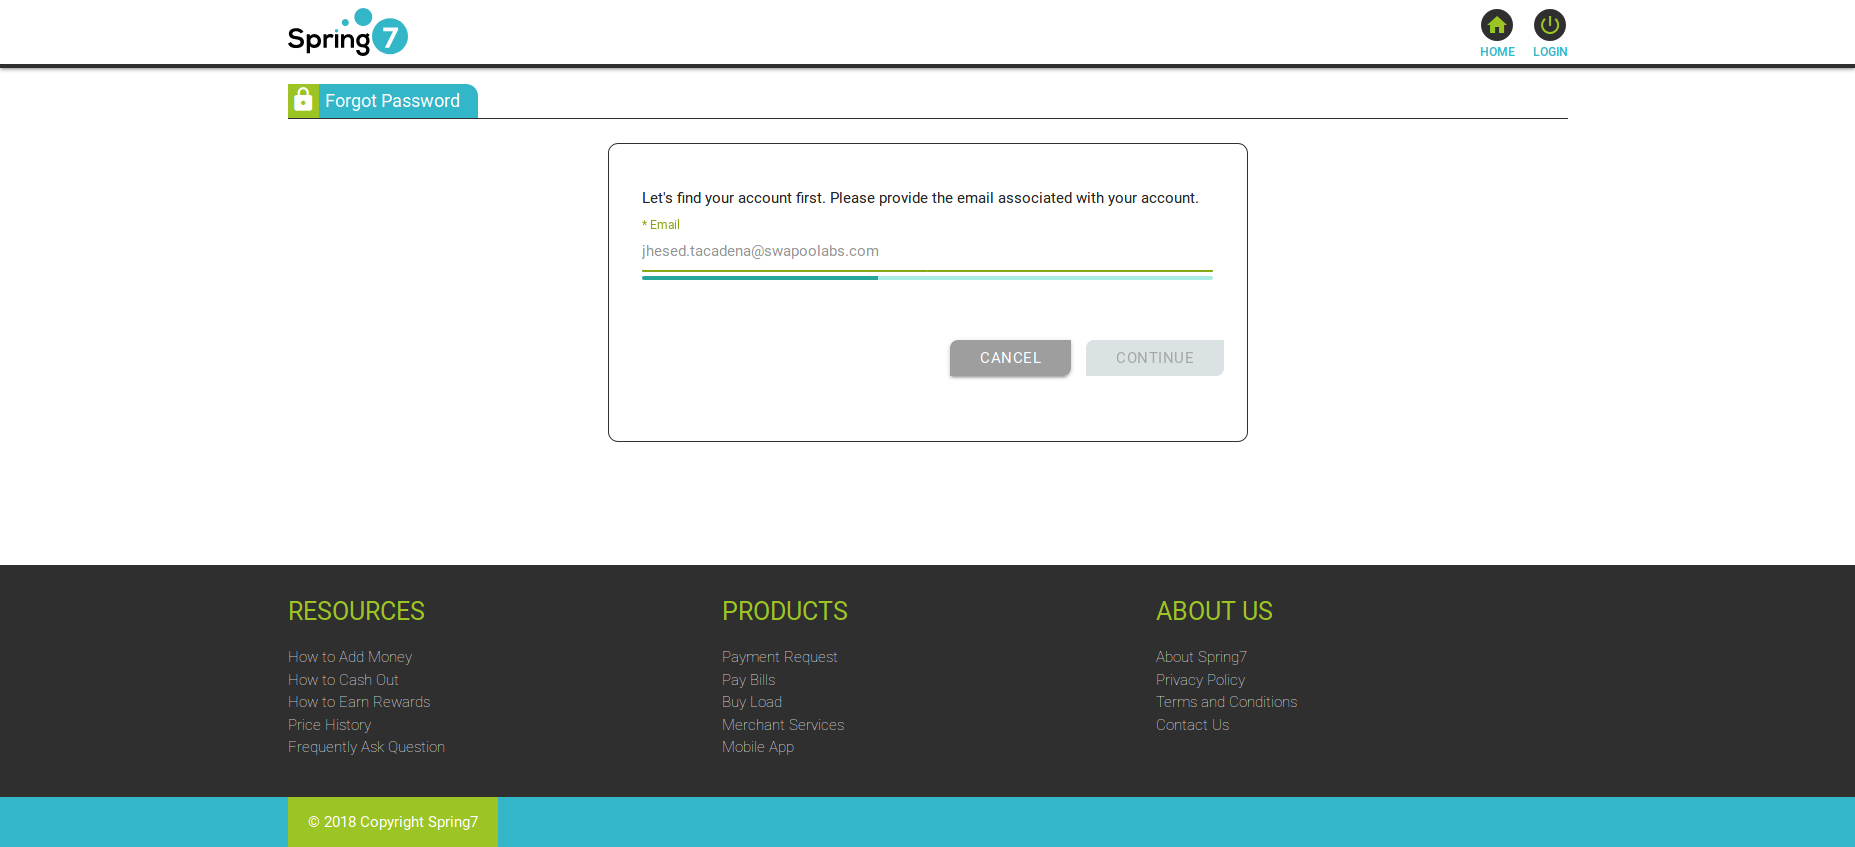 Spring7
HOME
LOGIN
Forgot Password
Let's find your account first. Please provide the email associated with your account.
* Email
jhesed.tacadena@swapoolabs.com
CANCEL
CONTINUE
RESOURCES
How to Add Money
How to Cash Out
How to Earn Rewards
Price History
Frequently Ask Question
PRODUCTS
Payment Request
Pay Bills
Buy Load
Merchant Services
Mobile App
ABOUT US
About Spring7
Privacy Policy
Terms and Conditions
Contact Us
© 2018 Copyright Spring7